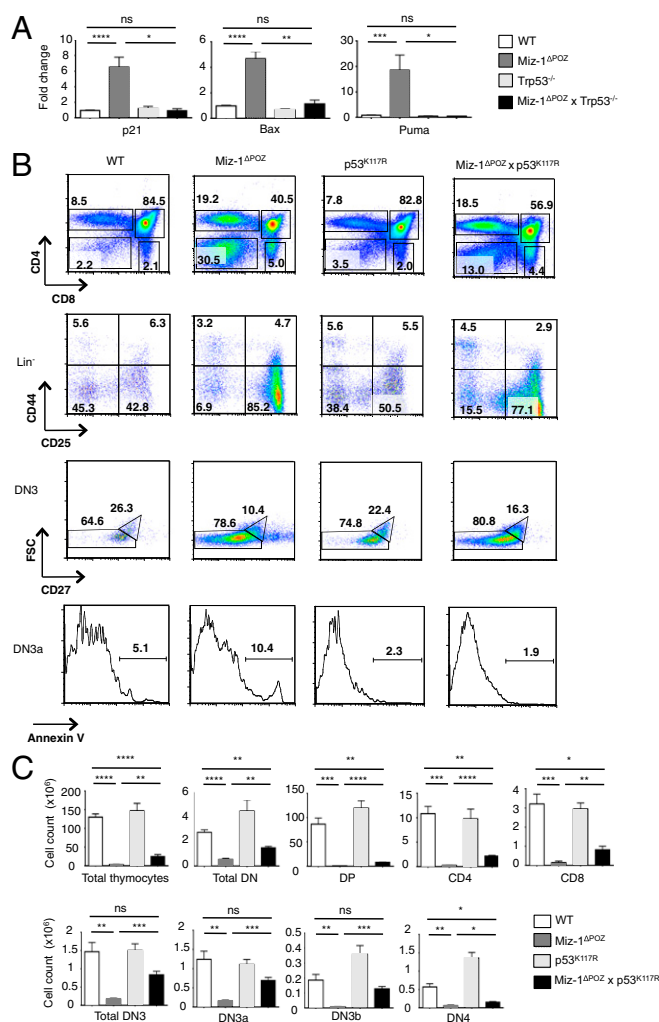 A
ns
ns
ns
**** *
**** **
*** *
Fold change
10
8
6
4
2
0
p21
8
6
4
2
0
Bax
30
20
10
0
Puma
WT
Miz-1ΔPOZ
Trp53-/-
Miz-1ΔPOZ x Trp53-/-
B
WT
Miz-1ΔPOZ
p53K117R
Miz-1ΔPOZ x p53K117R
8.5 84.5
2.2 2.1
19.2 40.5
30.5 5.0
7.8 82.8
3.5 2.0
18.5 56.9
13.0 4.4
CD4
CD8
Lin-
5.6 6.3
45.3 42.8
3.2 4.7
6.9 85.2
5.6 5.5
38.4 50.5
4.5 2.9
15.5 77.1
CD44
CD25
DN3
64.6 26.3
78.6 10.4
74.8 22.4
80.8 16.3
FSC
CD27
DN3a
5.1
10.4
2.3
1.9
Annexin V
C
****
**** **
**
**** **
**
*** ****
**
*** ****
*
*** **
Cell count (x10⁶)
200
150
100
50
0
Total thymocytes
6
4
2
0
Total DN
150
100
50
0
DP
15
10
5
0
CD4
4
3
2
1
0
CD8
ns
** ***
ns
** ***
ns
** ***
*
** *
Cell count (x10⁶)
2
1.5
1
0.5
0
Total DN3
2
1.5
1
0.5
0
DN3a
0.6
0.4
0.2
0
DN3b
2
1.5
1
0.5
0
DN4
WT
Miz-1ΔPOZ
p53K117R
Miz-1ΔPOZ x p53K117R